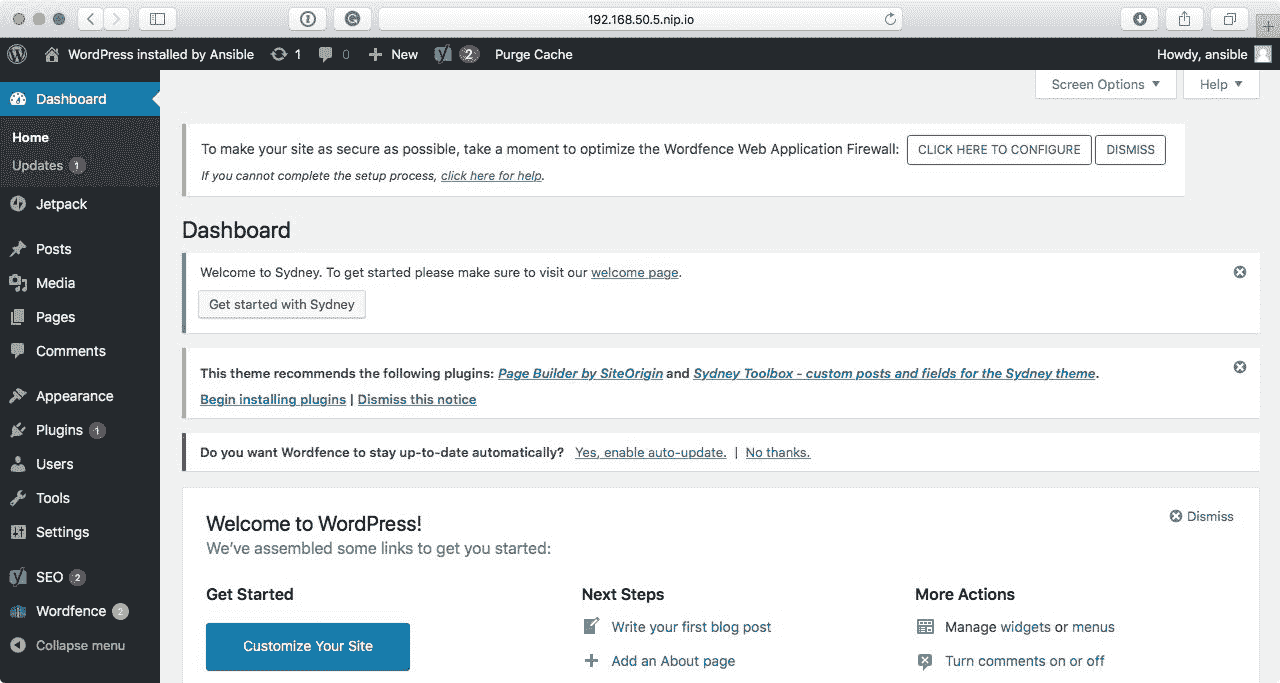 192.168.50.5.nip.io
WordPress installed by Ansible 1 0 New 2 Purge Cache Howdy, ansible
Screen Options Help
Dashboard
Home
Updates 1
Jetpack
Posts
Media
Pages
Comments
Appearance
Plugins 1
Users
Tools
Settings
SEO 2
Wordfence 2
Collapse menu
To make your site as secure as possible, take a moment to optimize the Wordfence Web Application Firewall: CLICK HERE TO CONFIGURE DISMISS
If you cannot complete the setup process, click here for help.
Dashboard
Welcome to Sydney. To get started please make sure to visit our welcome page.
Get started with Sydney
This theme recommends the following plugins: Page Builder by SiteOrigin and Sydney Toolbox - custom posts and fields for the Sydney theme.
Begin installing plugins | Dismiss this notice
Do you want Wordfence to stay up-to-date automatically? Yes, enable auto-update. | No thanks.
Welcome to WordPress! Dismiss
We've assembled some links to get you started:
Get Started
Customize Your Site
Next Steps
Write your first blog post
Add an About page
More Actions
Manage widgets or menus
Turn comments on or off